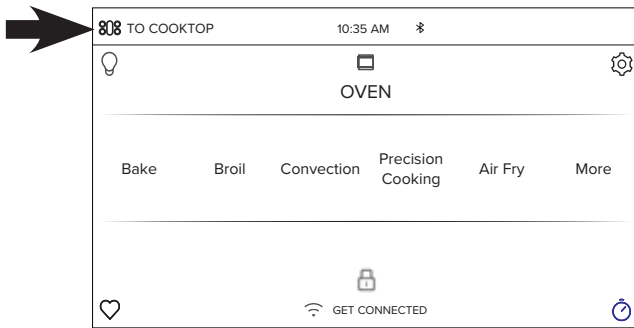 TO COOKTOP 10:35 AM
OVEN
Bake Broil Convection Precision Cooking Air Fry More
GET CONNECTED